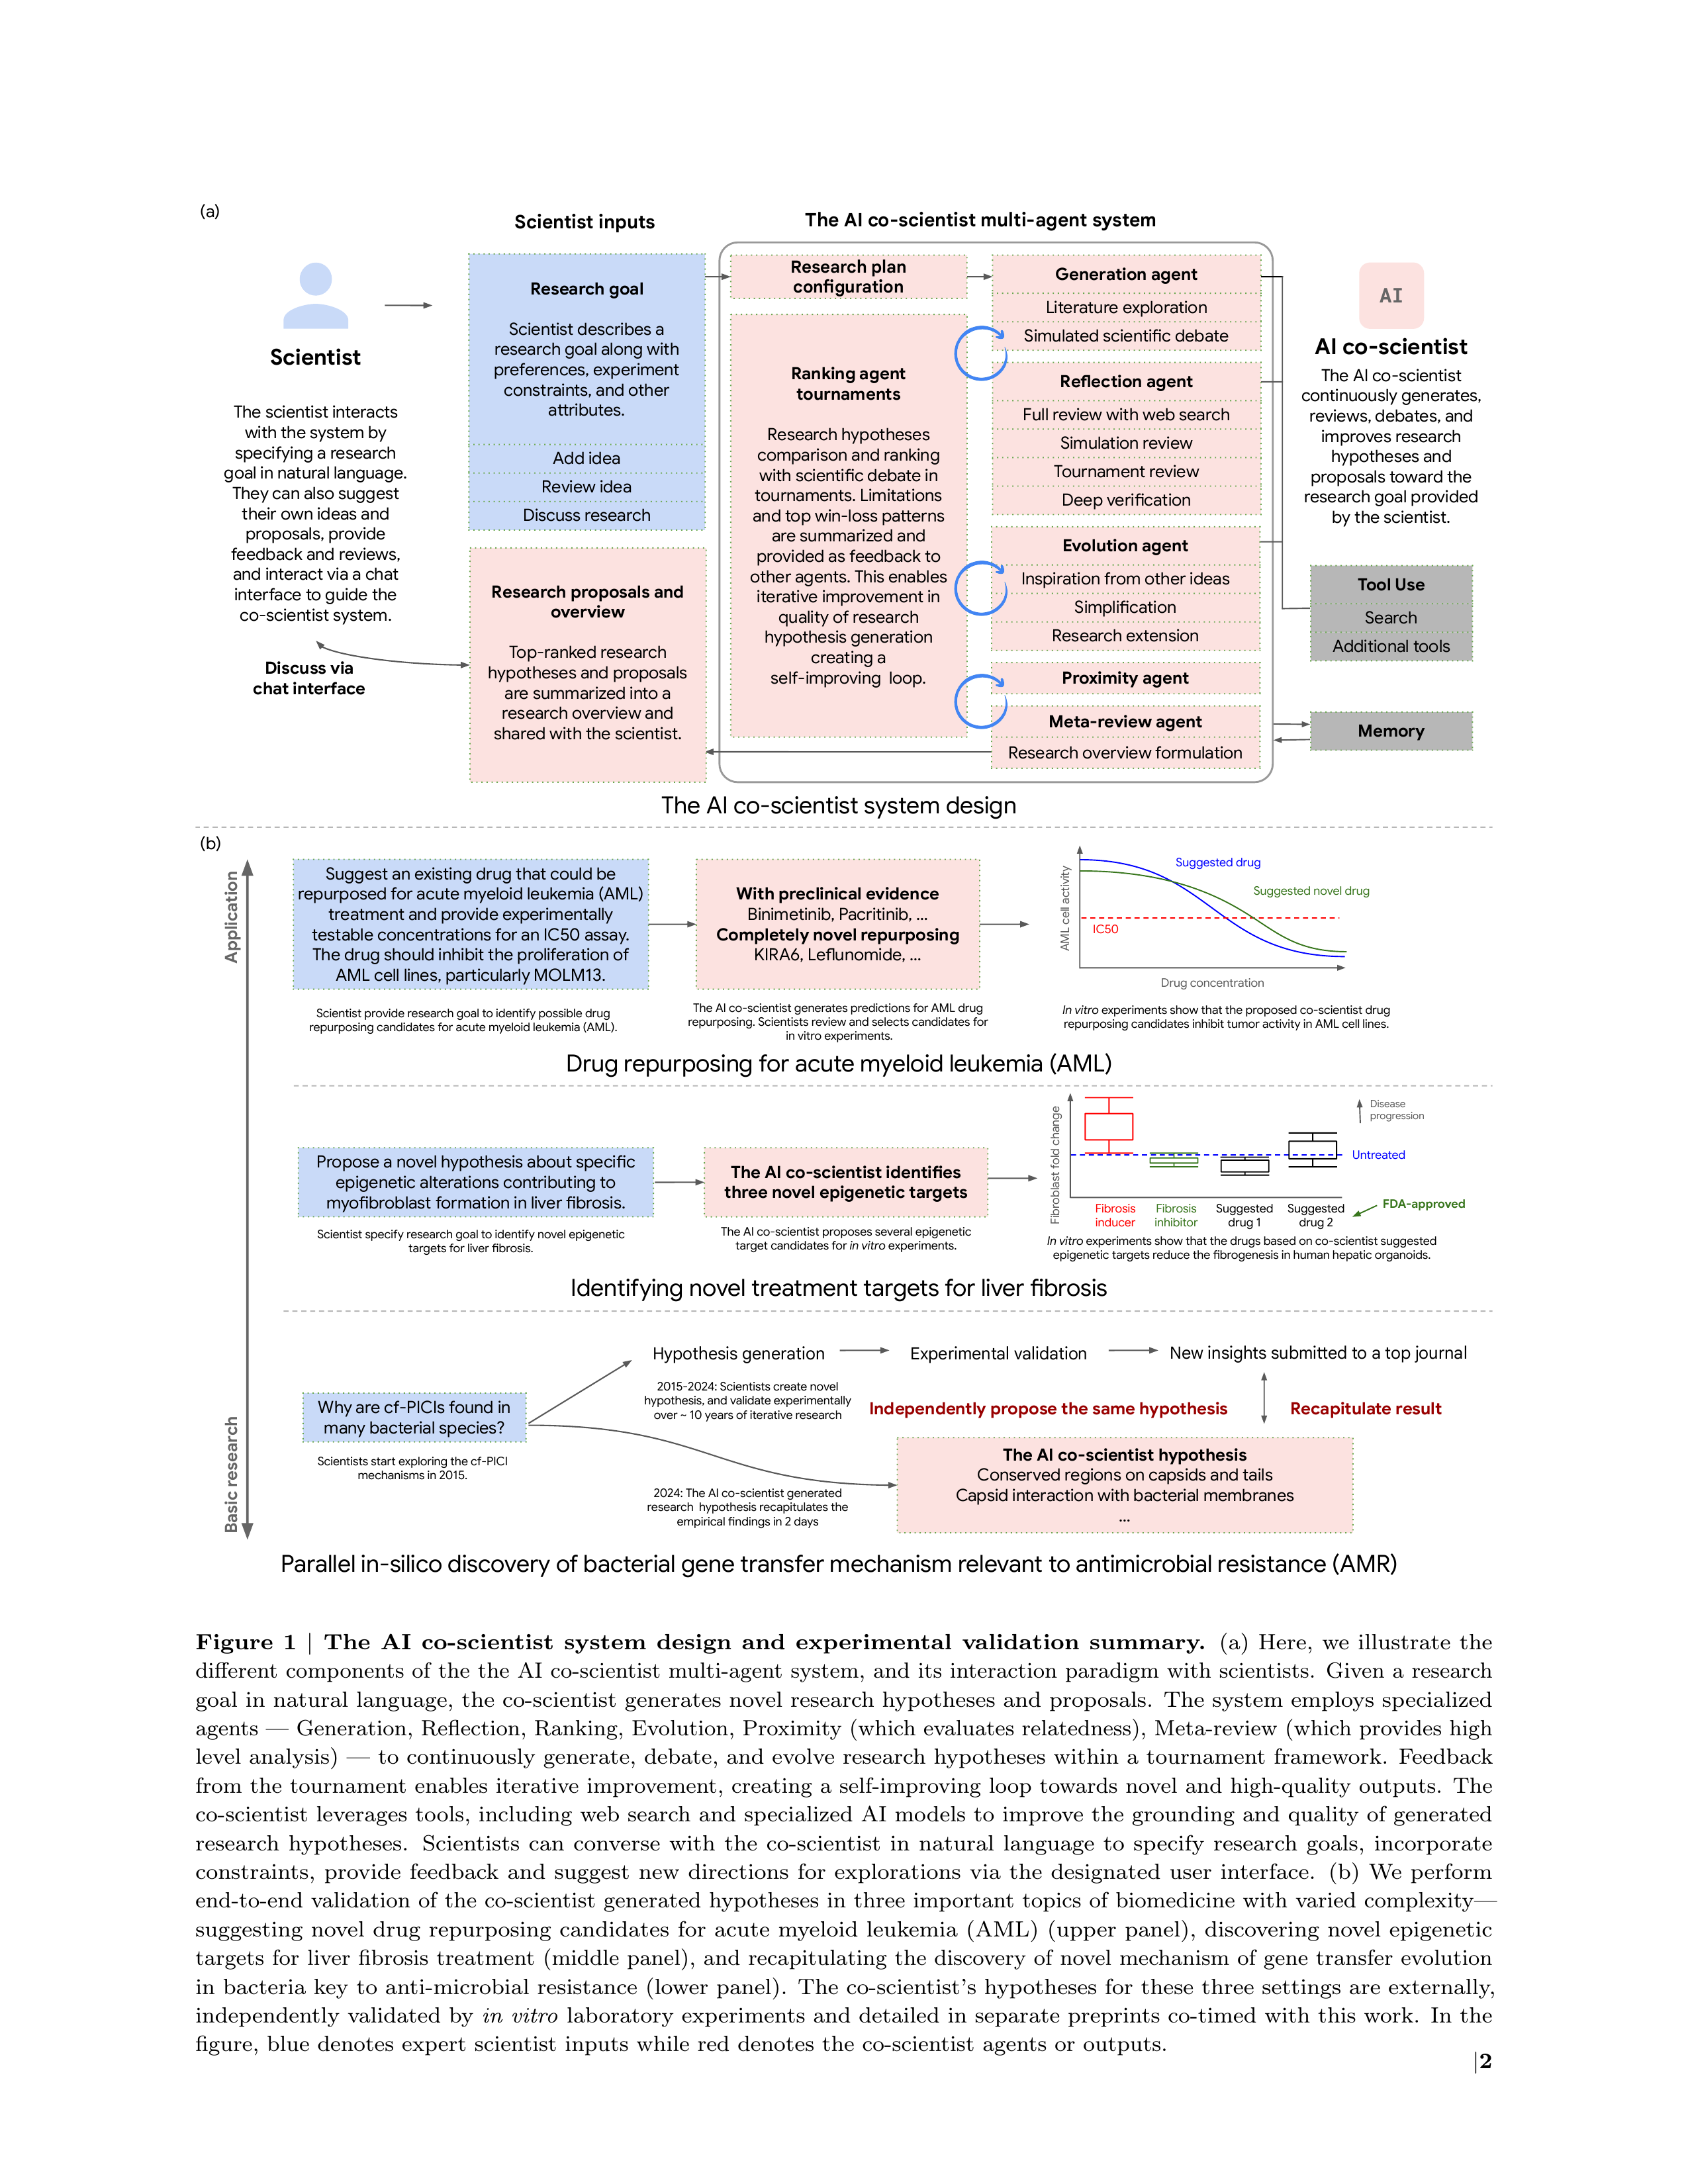 (a)
Scientist inputs
The AI co-scientist multi-agent system
Scientist
The scientist interacts
with the system by
specifying a research
goal in natural language.
They can also suggest
their own ideas and
proposals, provide
feedback and reviews,
and interact via a chat
interface to guide the
co-scientist system.
Discuss via
chat interface
Research goal
Scientist describes a
research goal along with
preferences, experiment
constraints, and other
attributes.
Add idea
Review idea
Discuss research
Research proposals and
overview
Top-ranked research
hypotheses and proposals
are summarized into a
research overview and
shared with the scientist.
Research plan
configuration
Ranking agent
tournaments
Research hypotheses
comparison and ranking
with scientific debate in
tournaments. Limitations
and top win-loss patterns
are summarized and
provided as feedback to
other agents. This enables
iterative improvement in
quality of research
hypothesis generation
creating a
self-improving loop.
Generation agent
Literature exploration
Simulated scientific debate
Reflection agent
Full review with web search
Simulation review
Tournament review
Deep verification
Evolution agent
Inspiration from other ideas
Simplification
Research extension
Proximity agent
Meta-review agent
Research overview formulation
AI
AI co-scientist
The AI co-scientist
continuously generates,
reviews, debates, and
improves research
hypotheses and
proposals toward the
research goal provided
by the scientist.
Tool Use
Search
Additional tools
Memory
The AI co-scientist system design
(b)
Application
Basic research
Suggest an existing drug that could be
repurposed for acute myeloid leukemia (AML)
treatment and provide experimentally
testable concentrations for an IC50 assay.
The drug should inhibit the proliferation of
AML cell lines, particularly MOLM13.
Scientist provide research goal to identify possible drug
repurposing candidates for acute myeloid leukemia (AML).
With preclinical evidence
Binimetinib, Pacritinib, ...
Completely novel repurposing
KIRA6, Leflunomide, ...
The AI co-scientist generates predictions for AML drug
repurposing. Scientists review and selects candidates for
in vitro experiments.
AML cell activity
Suggested drug
Suggested novel drug
IC50
Drug concentration
In vitro experiments show that the proposed co-scientist drug
repurposing candidates inhibit tumor activity in AML cell lines.
Drug repurposing for acute myeloid leukemia (AML)
Propose a novel hypothesis about specific
epigenetic alterations contributing to
myofibroblast formation in liver fibrosis.
Scientist specify research goal to identify novel epigenetic
targets for liver fibrosis.
The AI co-scientist identifies
three novel epigenetic targets
The AI co-scientist proposes several epigenetic
target candidates for in vitro experiments.
Fibroblast fold change
Disease
progression
Untreated
Fibrosis
inducer
Fibrosis
inhibitor
Suggested
drug 1
Suggested
drug 2
FDA-approved
In vitro experiments show that the drugs based on co-scientist suggested
epigenetic targets reduce the fibrogenesis in human hepatic organoids.
Identifying novel treatment targets for liver fibrosis
Why are cf-PICIs found in
many bacterial species?
Scientists start exploring the cf-PICI
mechanisms in 2015.
Hypothesis generation
Experimental validation
New insights submitted to a top journal
2015-2024: Scientists create novel
hypothesis, and validate experimentally
over ~ 10 years of iterative research
Independently propose the same hypothesis
Recapitulate result
2024: The AI co-scientist generated
research hypothesis recapitulates the
empirical findings in 2 days
The AI co-scientist hypothesis
Conserved regions on capsids and tails
Capsid interaction with bacterial membranes
...
Parallel in-silico discovery of bacterial gene transfer mechanism relevant to antimicrobial resistance (AMR)
Figure 1 | The AI co-scientist system design and experimental validation summary. (a) Here, we illustrate the
different components of the the AI co-scientist multi-agent system, and its interaction paradigm with scientists. Given a research
goal in natural language, the co-scientist generates novel research hypotheses and proposals. The system employs specialized
agents — Generation, Reflection, Ranking, Evolution, Proximity (which evaluates relatedness), Meta-review (which provides high
level analysis) — to continuously generate, debate, and evolve research hypotheses within a tournament framework. Feedback
from the tournament enables iterative improvement, creating a self-improving loop towards novel and high-quality outputs. The
co-scientist leverages tools, including web search and specialized AI models to improve the grounding and quality of generated
research hypotheses. Scientists can converse with the co-scientist in natural language to specify research goals, incorporate
constraints, provide feedback and suggest new directions for explorations via the designated user interface. (b) We perform
end-to-end validation of the co-scientist generated hypotheses in three important topics of biomedicine with varied complexity—
suggesting novel drug repurposing candidates for acute myeloid leukemia (AML) (upper panel), discovering novel epigenetic
targets for liver fibrosis treatment (middle panel), and recapitulating the discovery of novel mechanism of gene transfer evolution
in bacteria key to anti-microbial resistance (lower panel). The co-scientist's hypotheses for these three settings are externally,
independently validated by in vitro laboratory experiments and detailed in separate preprints co-timed with this work. In the
figure, blue denotes expert scientist inputs while red denotes the co-scientist agents or outputs.
|2